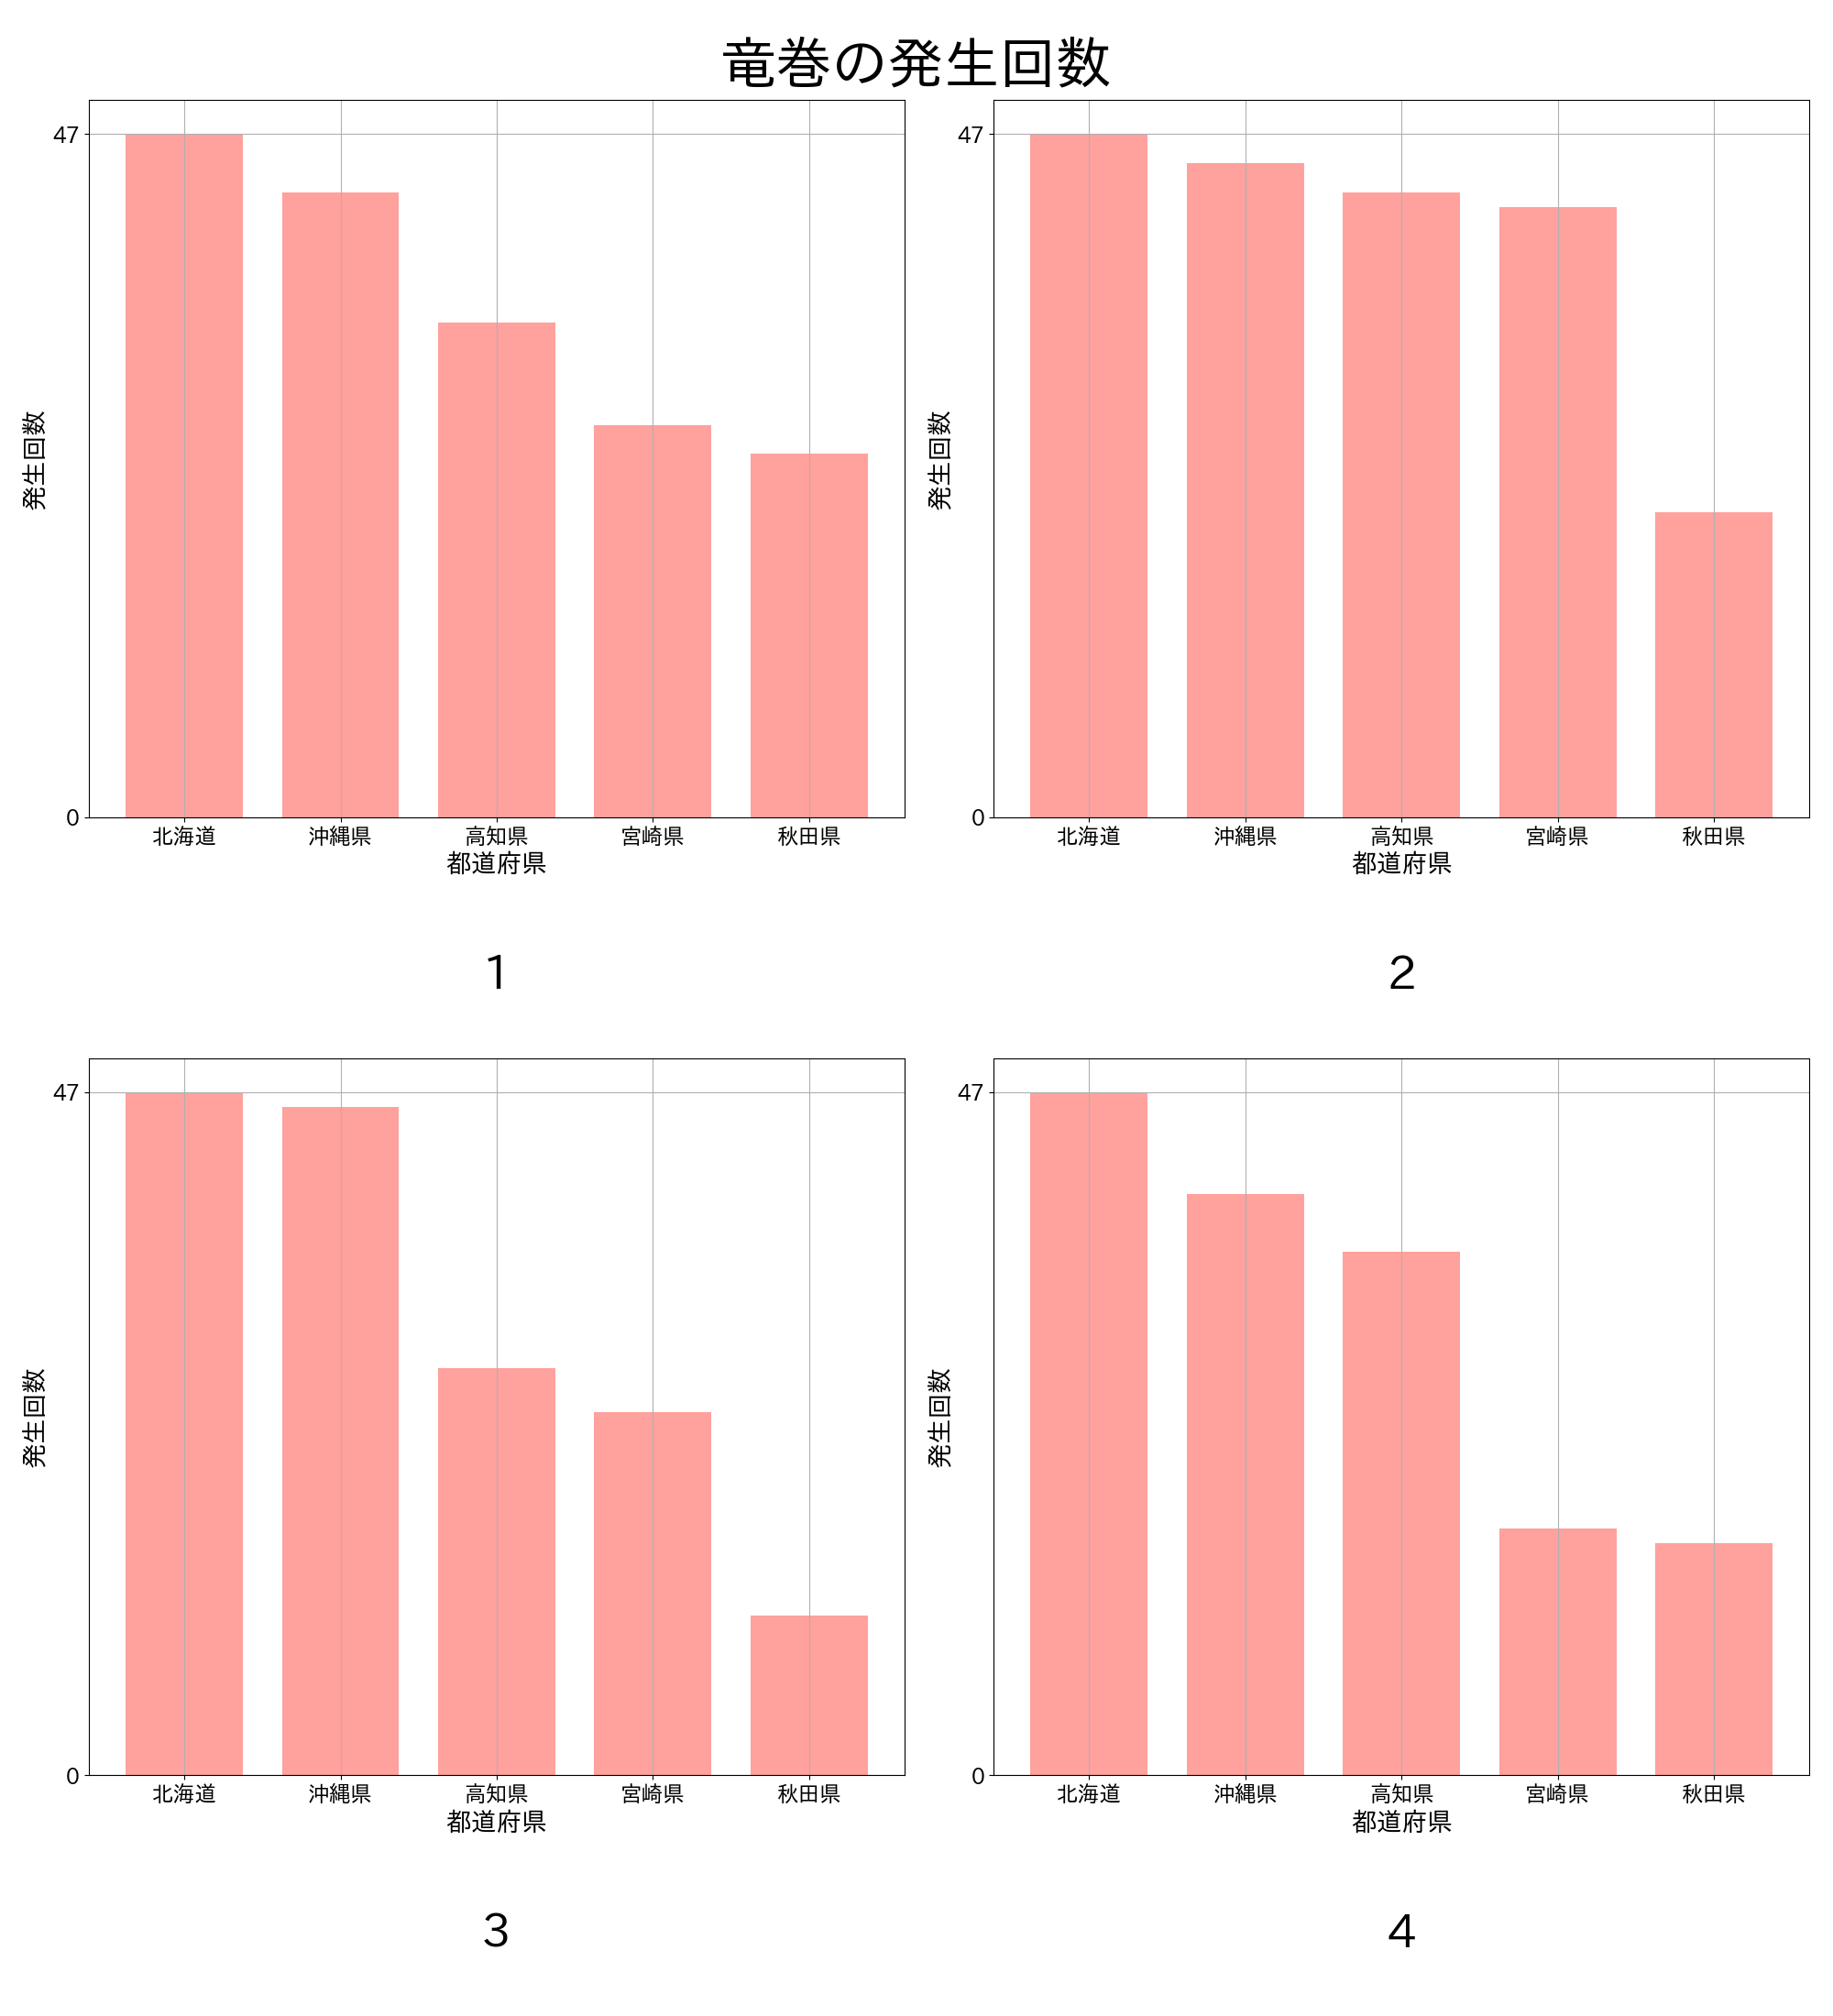 竜巻の発生回数
47
0
発生回数
北海道 沖縄県 高知県 宮崎県 秋田県
都道府県
1
47
0
発生回数
北海道 沖縄県 高知県 宮崎県 秋田県
都道府県
2
47
0
発生回数
北海道 沖縄県 高知県 宮崎県 秋田県
都道府県
3
47
0
発生回数
北海道 沖縄県 高知県 宮崎県 秋田県
都道府県
4